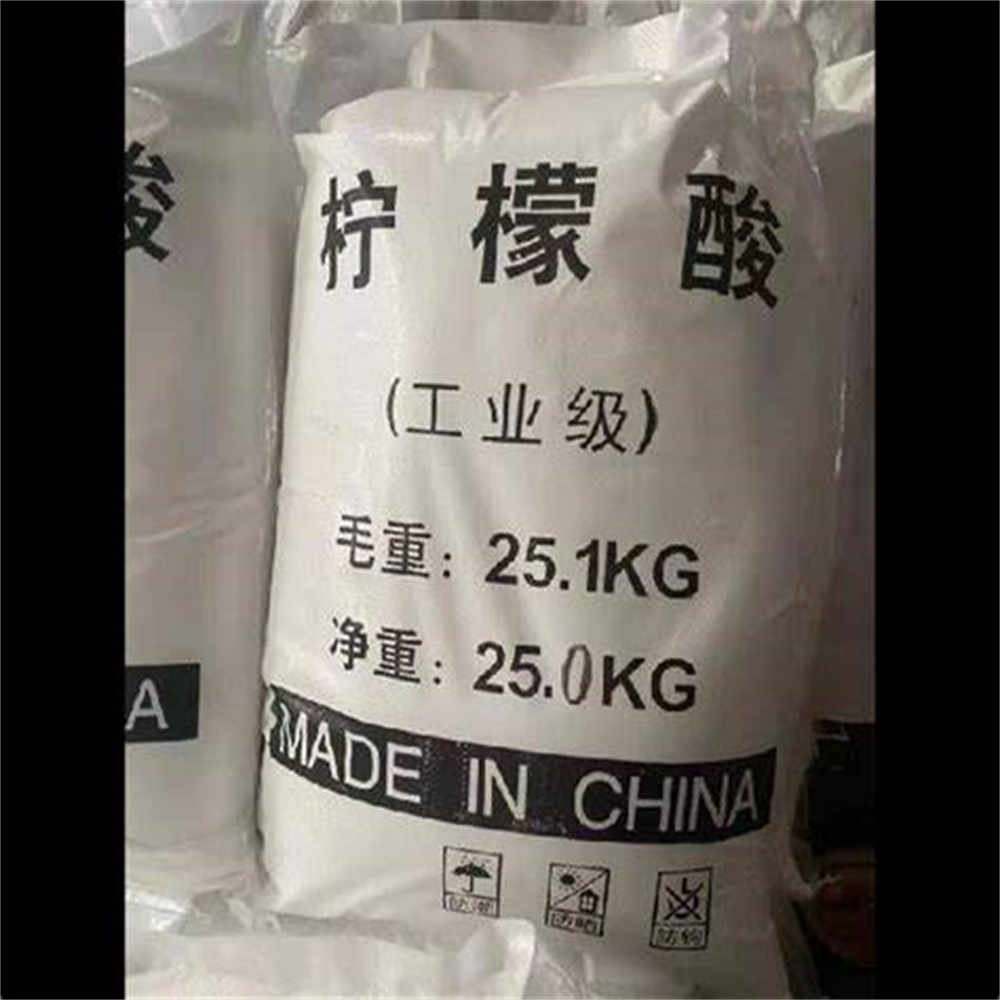 柠檬酸
(工业级)
毛重：25.1KG
净重：25.0KG
MADE IN CHINA
防潮 防晒 防钩
酸
A